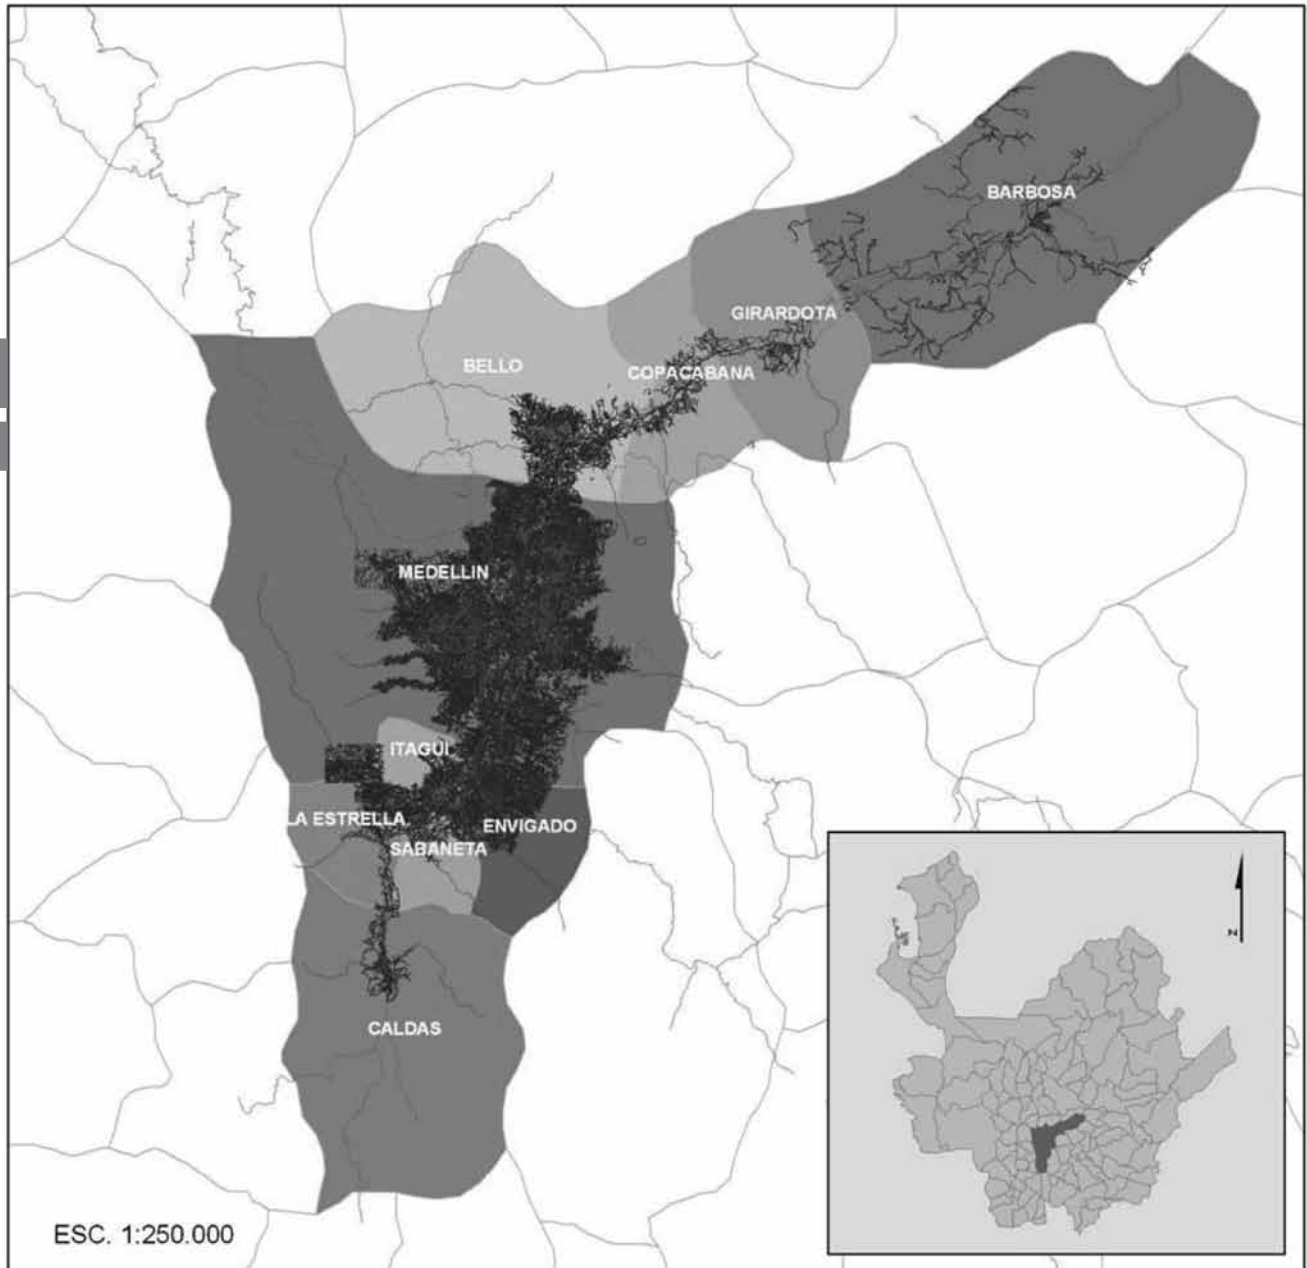 BARBOSA
GIRARDOTA
BELLO
COPACABANA
MEDELLIN
ITAGUI
LA ESTRELLA
ENVIGADO
SABANETA
CALDAS
N
ESC. 1:250.000